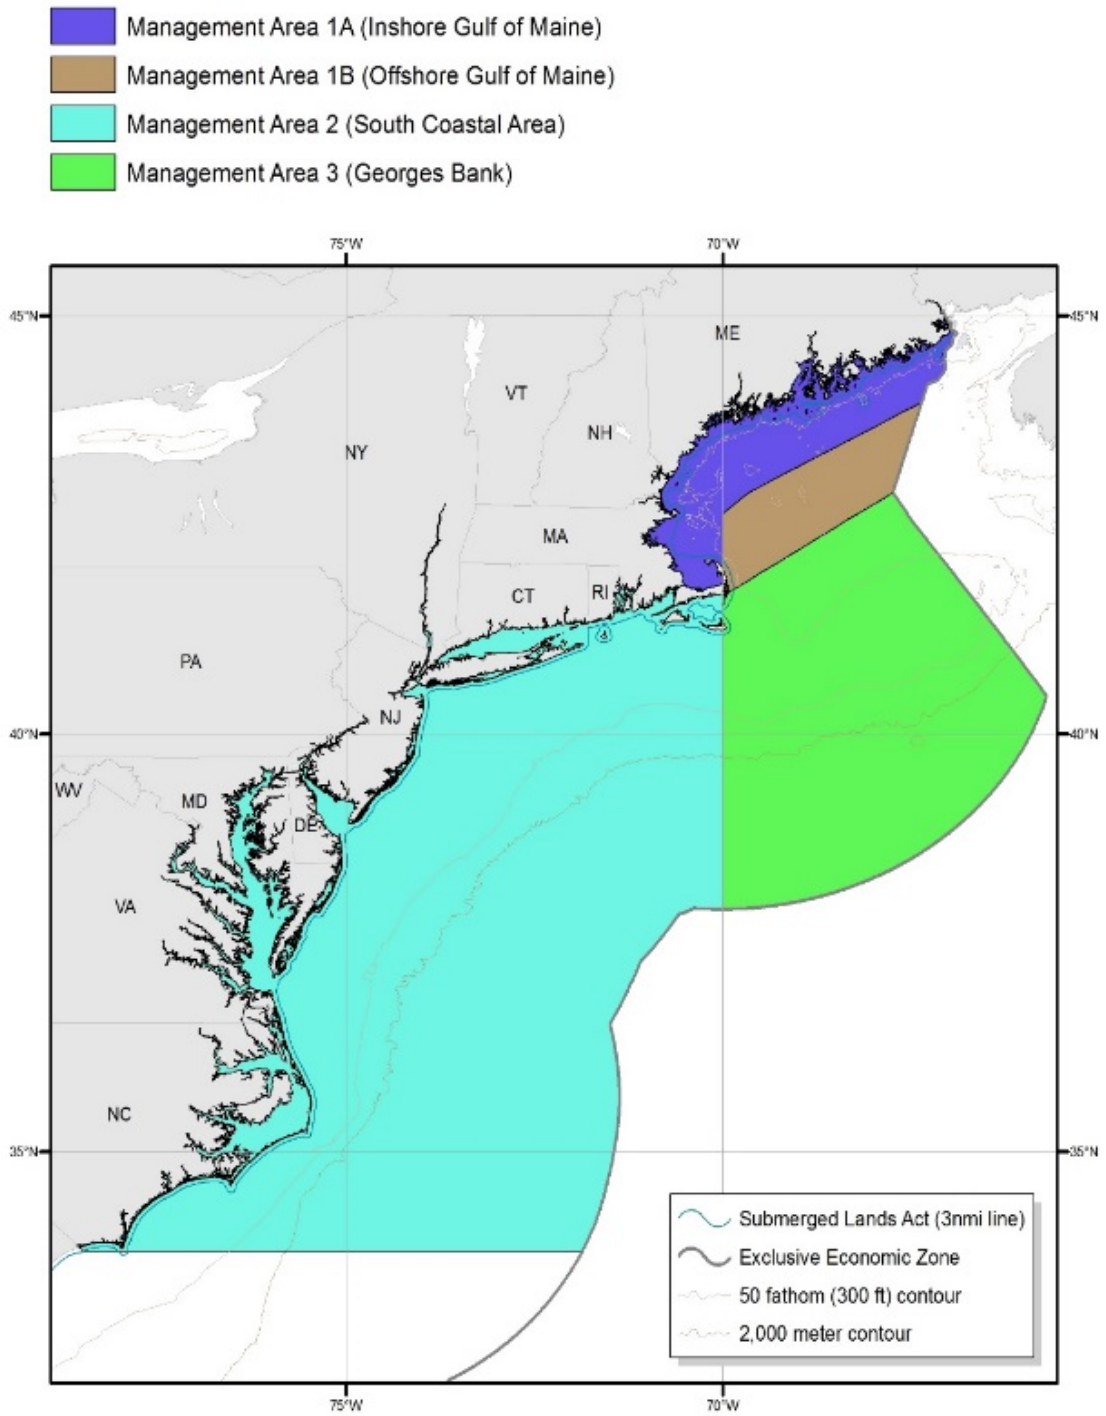 Management Area 1A (Inshore Gulf of Maine)
Management Area 1B (Offshore Gulf of Maine)
Management Area 2 (South Coastal Area)
Management Area 3 (Georges Bank)
75°W
70°W
45°N
45°N
ME
VT
NH
NY
MA
CT
RI
PA
NJ
40°N
40°N
WV
MD
DE
VA
NC
35°N
35°N
Submerged Lands Act (3nmi line)
Exclusive Economic Zone
50 fathom (300 ft) contour
2,000 meter contour
75°W
70°W